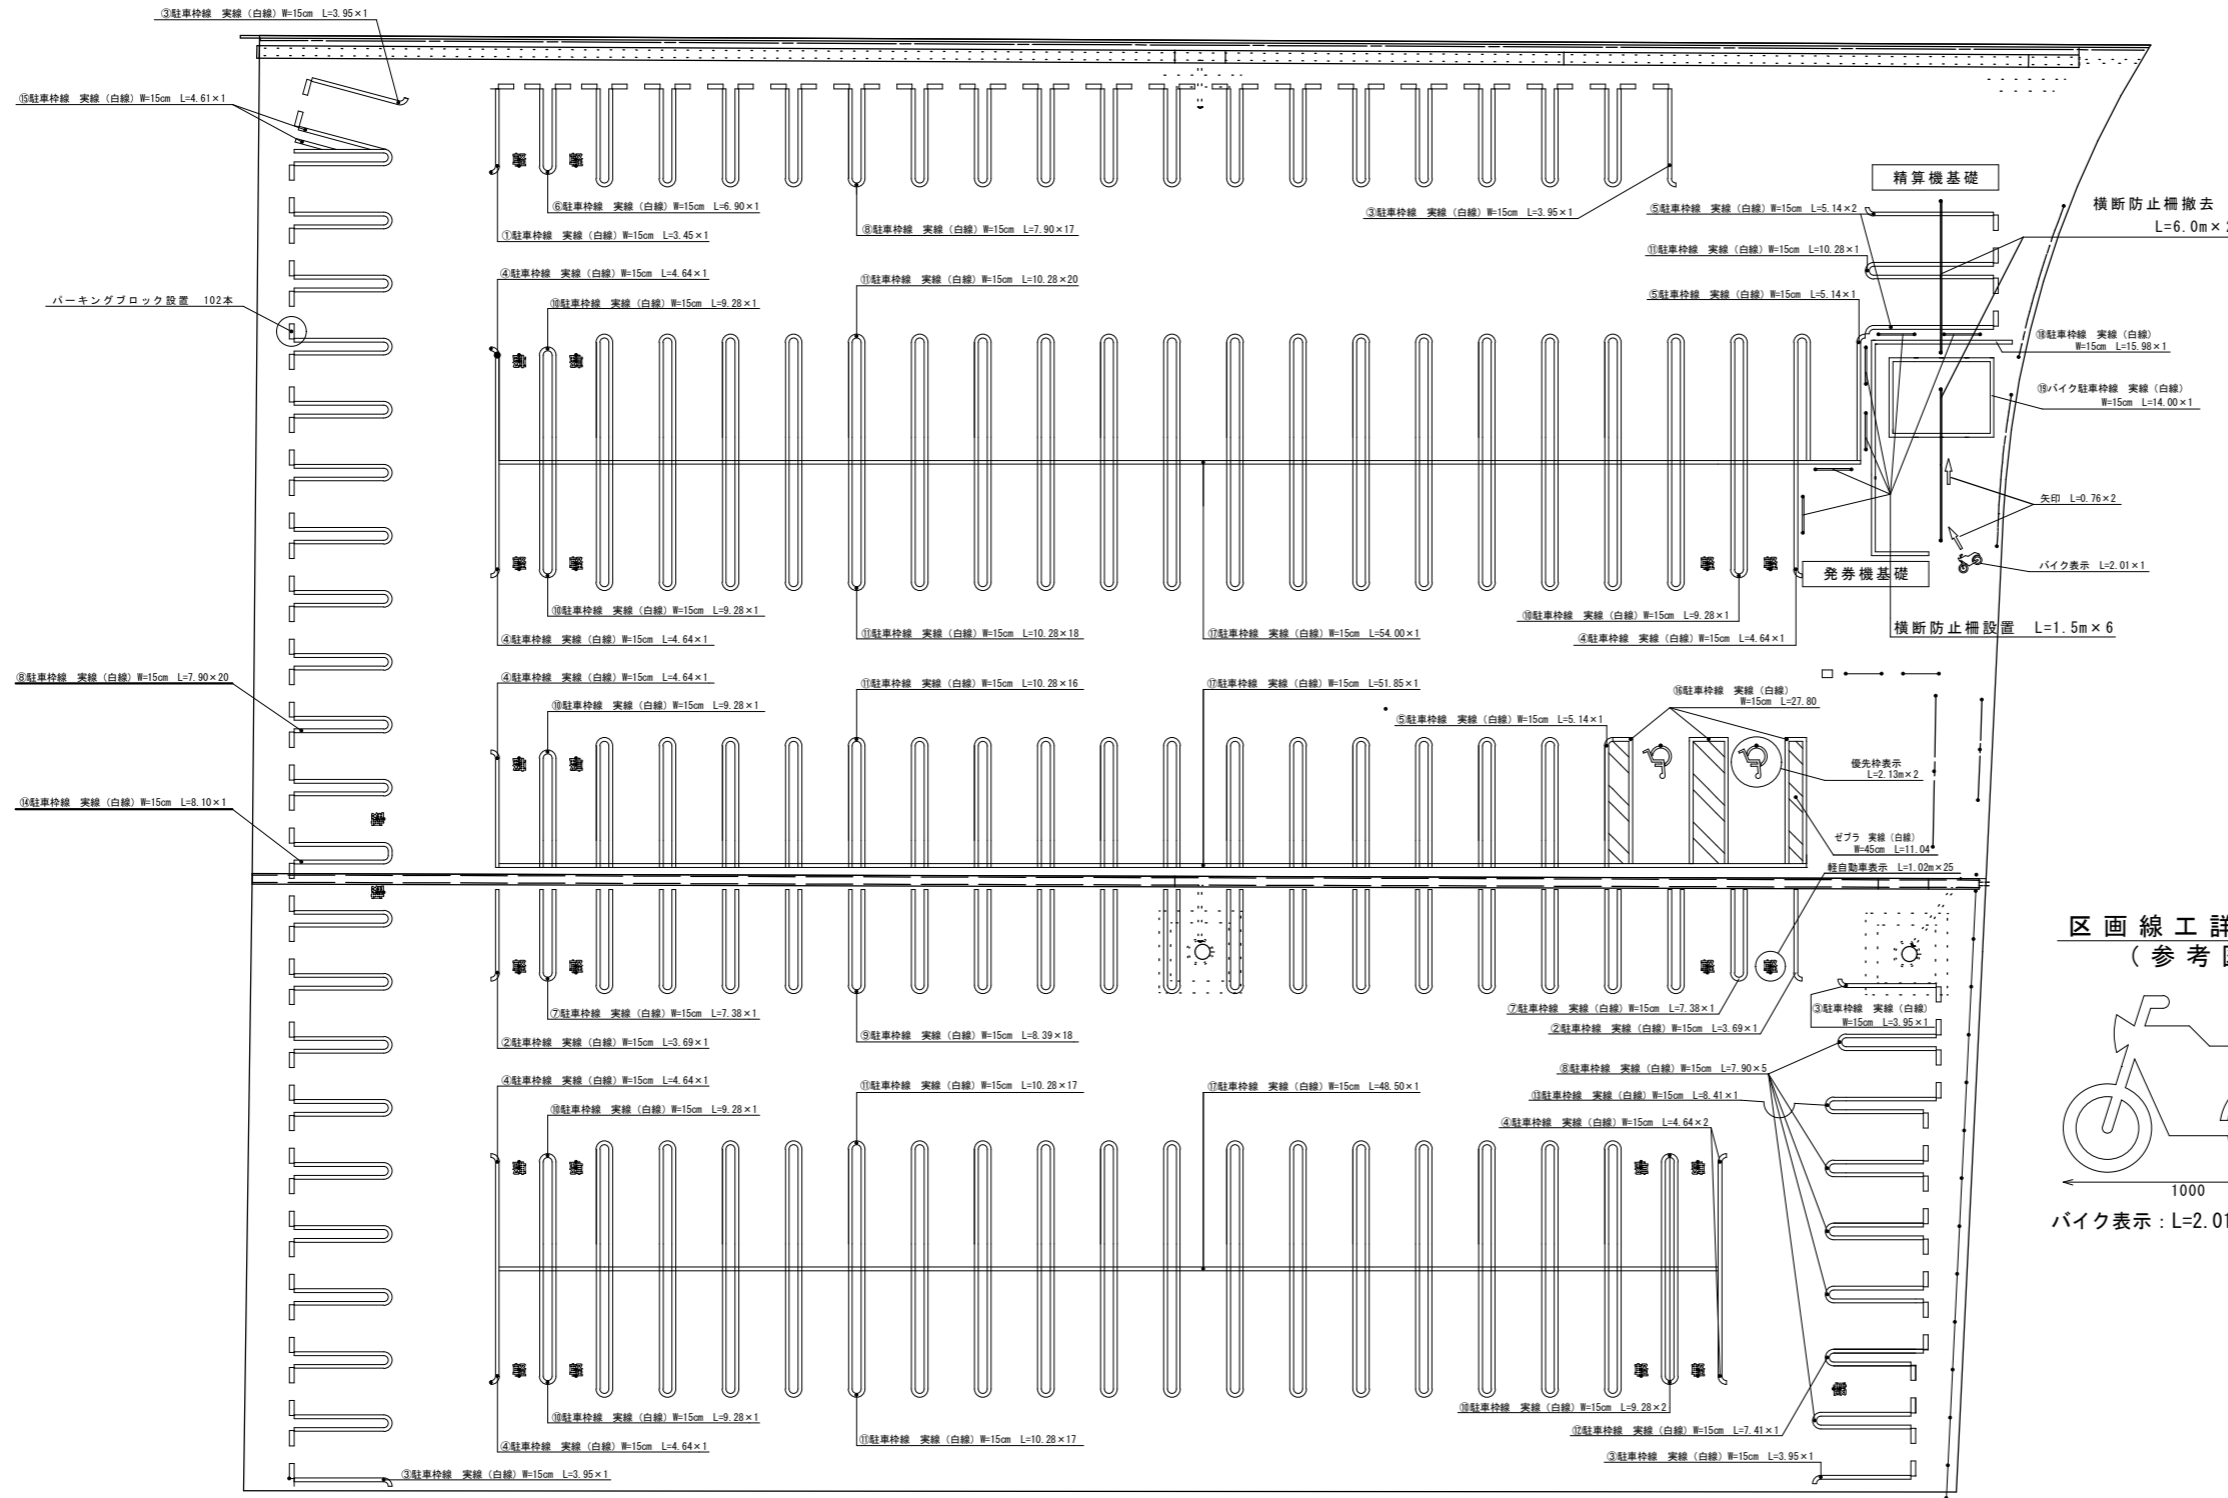 ③駐車枠線　実線（白線）W=15cm　L=3.95×1
⑮駐車枠線　実線（白線）W=15cm　L=4.61×1
精算機基礎
横断防止柵撤去
L=6.0m×2
⑥駐車枠線　実線（白線）W=15cm　L=6.90×1
③駐車枠線　実線（白線）W=15cm　L=3.95×1
⑤駐車枠線　実線（白線）W=15cm　L=5.14×2
①駐車枠線　実線（白線）W=15cm　L=3.45×1
⑧駐車枠線　実線（白線）W=15cm　L=7.90×17
⑪駐車枠線　実線（白線）W=15cm　L=10.28×1
④駐車枠線　実線（白線）W=15cm　L=4.64×1
⑪駐車枠線　実線（白線）W=15cm　L=10.28×20
パーキングブロック設置　102本
⑩駐車枠線　実線（白線）W=15cm　L=9.28×1
⑤駐車枠線　実線（白線）W=15cm　L=5.14×1
⑱駐車枠線　実線（白線）
W=15cm　L=15.98×1
⑲バイク駐車枠線　実線（白線）
W=15cm　L=14.00×1
矢印　L=0.76×2
バイク表示　L=2.01×1
発券機基礎
⑩駐車枠線　実線（白線）W=15cm　L=9.28×1
⑩駐車枠線　実線（白線）W=15cm　L=9.28×1
④駐車枠線　実線（白線）W=15cm　L=4.64×1
⑪駐車枠線　実線（白線）W=15cm　L=10.28×18
⑰駐車枠線　実線（白線）W=15cm　L=54.00×1
④駐車枠線　実線（白線）W=15cm　L=4.64×1
横断防止柵設置　L=1.5m×6
⑧駐車枠線　実線（白線）W=15cm　L=7.90×20
④駐車枠線　実線（白線）W=15cm　L=4.64×1
⑪駐車枠線　実線（白線）W=15cm　L=10.28×16
⑰駐車枠線　実線（白線）W=15cm　L=51.85×1
⑯駐車枠線　実線（白線）
W=15cm　L=27.80
⑩駐車枠線　実線（白線）W=15cm　L=9.28×1
⑤駐車枠線　実線（白線）W=15cm　L=5.14×1
優先枠表示
L=2.13m×2
⑭駐車枠線　実線（白線）W=15cm　L=8.10×1
ゼブラ　実線（白線）
W=45cm　L=11.04
軽自動車表示　L=1.02m×25
区画線工詳
（参考図
⑦駐車枠線　実線（白線）W=15cm　L=7.38×1
⑦駐車枠線　実線（白線）W=15cm　L=7.38×1
③駐車枠線　実線（白線）
W=15cm　L=3.95×1
②駐車枠線　実線（白線）W=15cm　L=3.69×1
⑨駐車枠線　実線（白線）W=15cm　L=8.39×18
②駐車枠線　実線（白線）W=15cm　L=3.69×1
⑧駐車枠線　実線（白線）W=15cm　L=7.90×5
④駐車枠線　実線（白線）W=15cm　L=4.64×1
⑪駐車枠線　実線（白線）W=15cm　L=10.28×17
⑰駐車枠線　実線（白線）W=15cm　L=48.50×1
⑬駐車枠線　実線（白線）W=15cm　L=8.41×1
⑩駐車枠線　実線（白線）W=15cm　L=9.28×1
④駐車枠線　実線（白線）W=15cm　L=4.64×2
1000
バイク表示：L=2.01
⑩駐車枠線　実線（白線）W=15cm　L=9.28×1
⑩駐車枠線　実線（白線）W=15cm　L=9.28×2
④駐車枠線　実線（白線）W=15cm　L=4.64×1
⑪駐車枠線　実線（白線）W=15cm　L=10.28×17
⑫駐車枠線　実線（白線）W=15cm　L=7.41×1
③駐車枠線　実線（白線）W=15cm　L=3.95×1
③駐車枠線　実線（白線）W=15cm　L=3.95×1